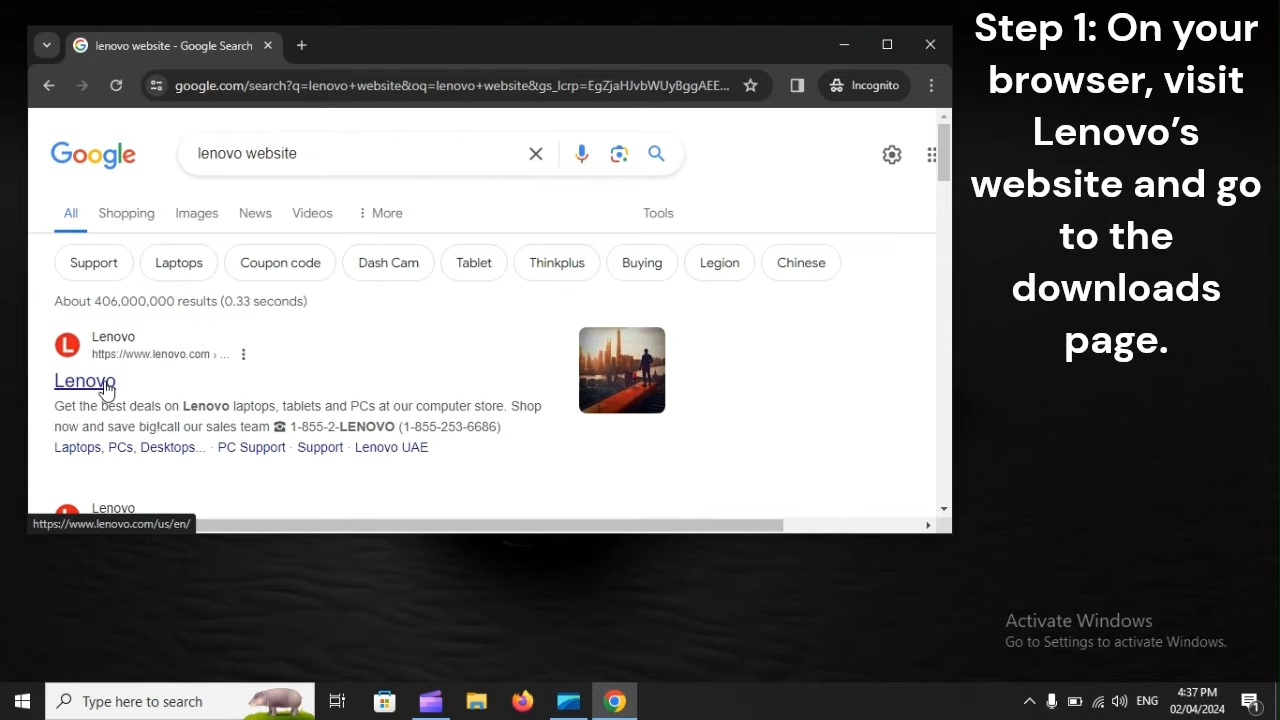 lenovo website - Google Search
google.com/search?q=lenovo+website&oq=lenovo+website&gs_lcrp=EgZjaHJvbWUyBggAEE...
Incognito
Google
lenovo website
All
Shopping
Images
News
Videos
More
Tools
Support
Laptops
Coupon code
Dash Cam
Tablet
Thinkplus
Buying
Legion
Chinese
About 406,000,000 results (0.33 seconds)
L
Lenovo
https://www.lenovo.com › ...
Lenovo
Get the best deals on Lenovo laptops, tablets and PCs at our computer store. Shop
now and save big!call our sales team ☎ 1-855-2-LENOVO (1-855-253-6686)
Laptops, PCs, Desktops... · PC Support · Support · Lenovo UAE
Lenovo
https://www.lenovo.com/us/en/
Step 1: On your
browser, visit
Lenovo’s
website and go
to the
downloads
page.
Activate Windows
Go to Settings to activate Windows.
Type here to search
ENG
4:37 PM
02/04/2024
1